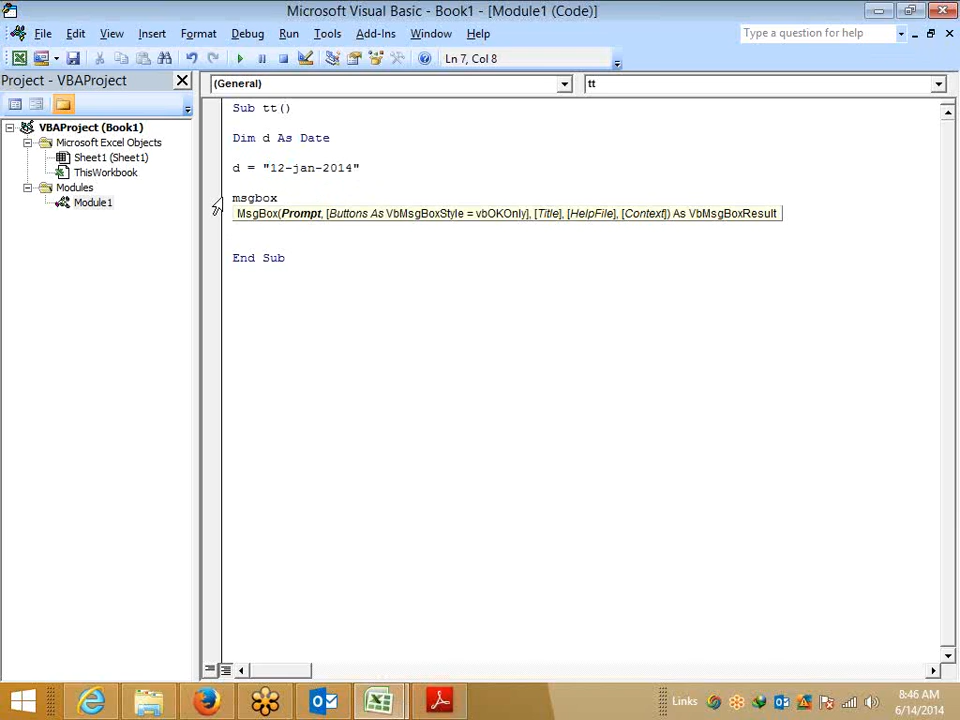 Microsoft Visual Basic - Book1 - [Module1 (Code)]
File Edit View Insert Format Debug Run Tools Add-Ins Window Help
Type a question for help
Ln 7, Col 8
Project - VBAProject
(General)
tt
VBAProject (Book1)
Microsoft Excel Objects
Sheet1 (Sheet1)
ThisWorkbook
Modules
Module1
Sub tt()
Dim d As Date
d = "12-jan-2014"
msgbox
MsgBox(Prompt, [Buttons As VbMsgBoxStyle = vbOKOnly], [Title], [HelpFile], [Context]) As VbMsgBoxResult
End Sub
Links
8:46 AM
6/14/2014